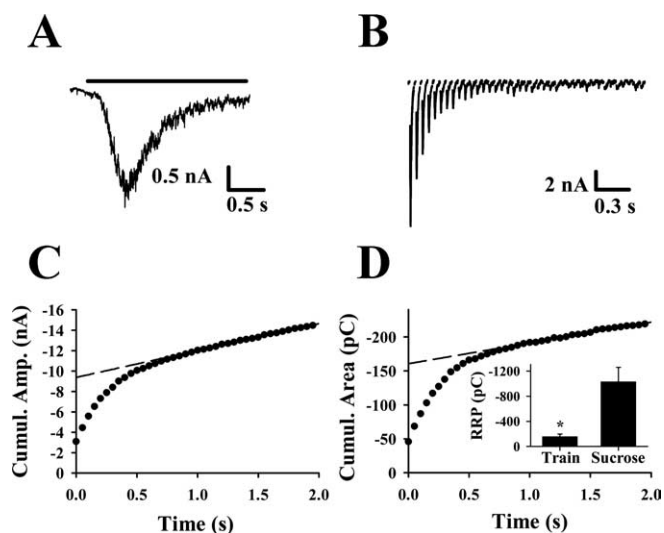 A
0.5 nA
0.5 s
B
2 nA
0.3 s
C
Cumul. Amp. (nA)
-16
-14
-12
-10
-8
-6
-4
-2
0
0.0 0.5 1.0 1.5 2.0
Time (s)
D
Cumul. Area (pC)
-200
-150
-100
-50
0
0.0 0.5 1.0 1.5 2.0
Time (s)
RRP (pC)
-1200
-400
0
*
Train Sucrose